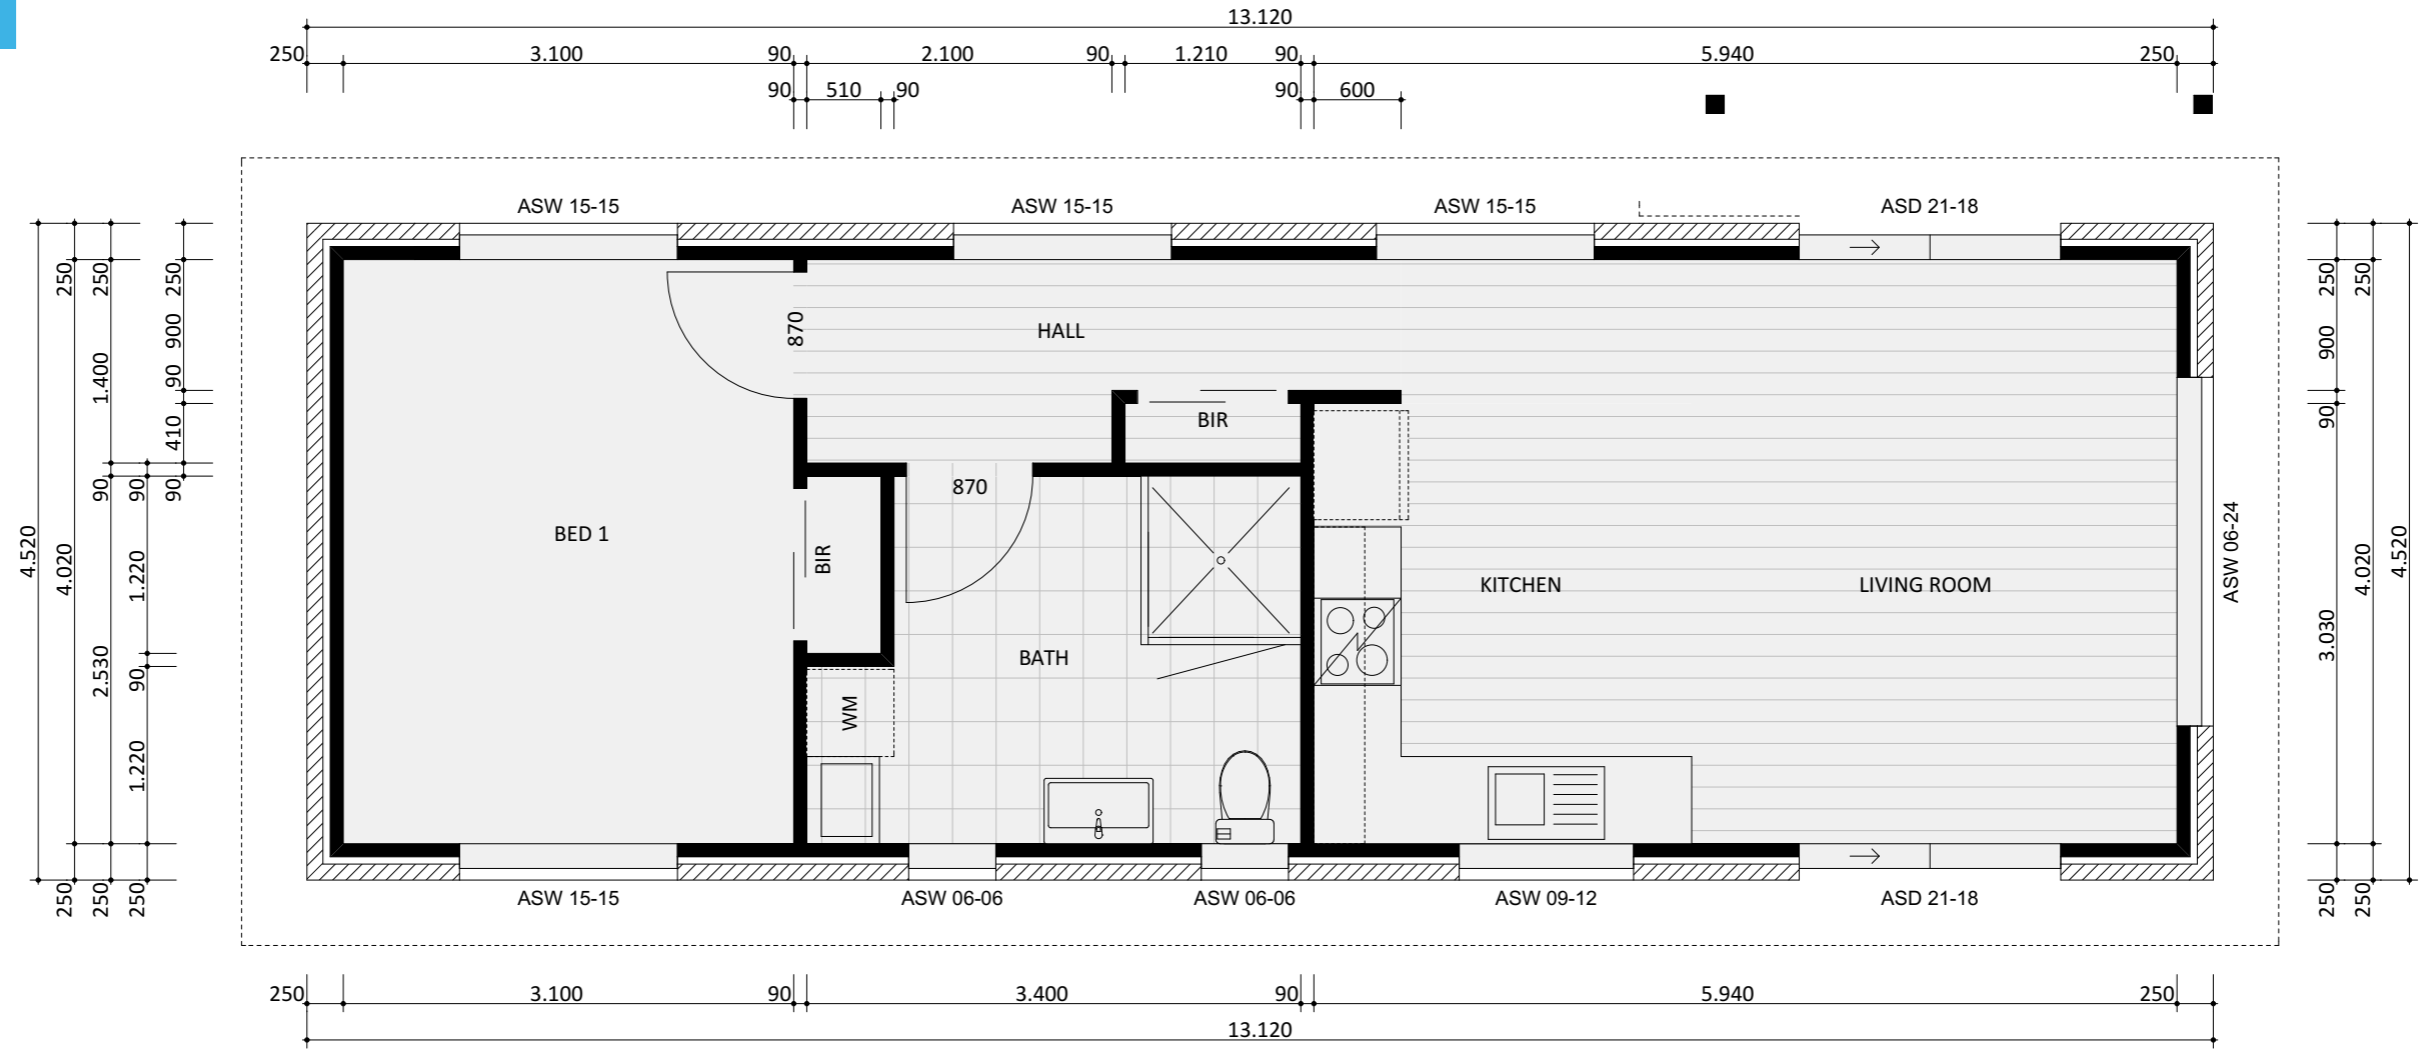 13.120
250 3.100 90 2.100 90 1.210 90 5.940 250
90 510 90 90 600
ASW 15-15 ASW 15-15 ASW 15-15 ASD 21-18
4.520
250 4.020 250
250 1.400 90 2.530 250
90 1.220 90 1.220 250
250 900 90 410 90
870
HALL
BIR
870
BED 1
BIR
KITCHEN
LIVING ROOM
BATH
WM
250 900 90 3.030 250
250 4.020 250
4.520
ASW 06-24
ASW 15-15 ASW 06-06 ASW 06-06 ASW 09-12 ASD 21-18
250 3.100 90 3.400 90 5.940 250
13.120